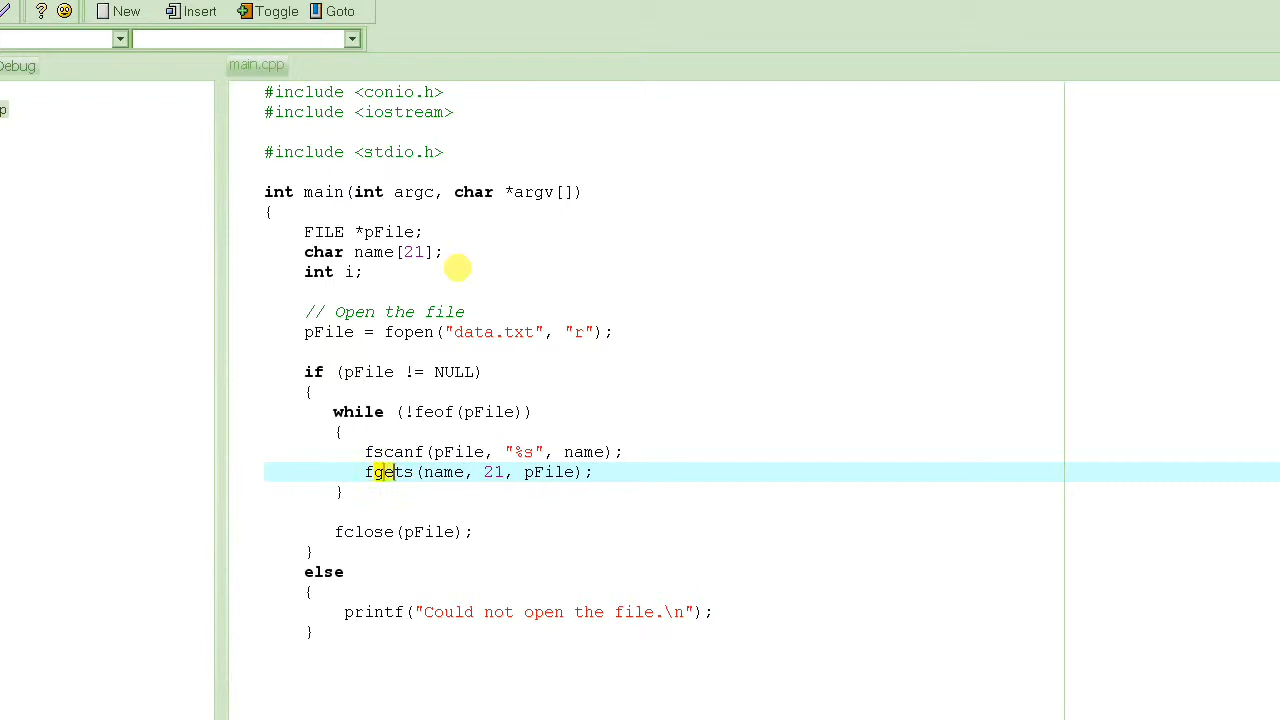 New Insert Toggle Goto
Debug main.cpp
p
#include <conio.h>
#include <iostream>
#include <stdio.h>
int main(int argc, char *argv[])
{
FILE *pFile;
char name[21];
int i;
// Open the file
pFile = fopen("data.txt", "r");
if (pFile != NULL)
{
while (!feof(pFile))
{
fscanf(pFile, "%s", name);
fgets(name, 21, pFile);
}
fclose(pFile);
}
else
{
printf("Could not open the file.\n");
}